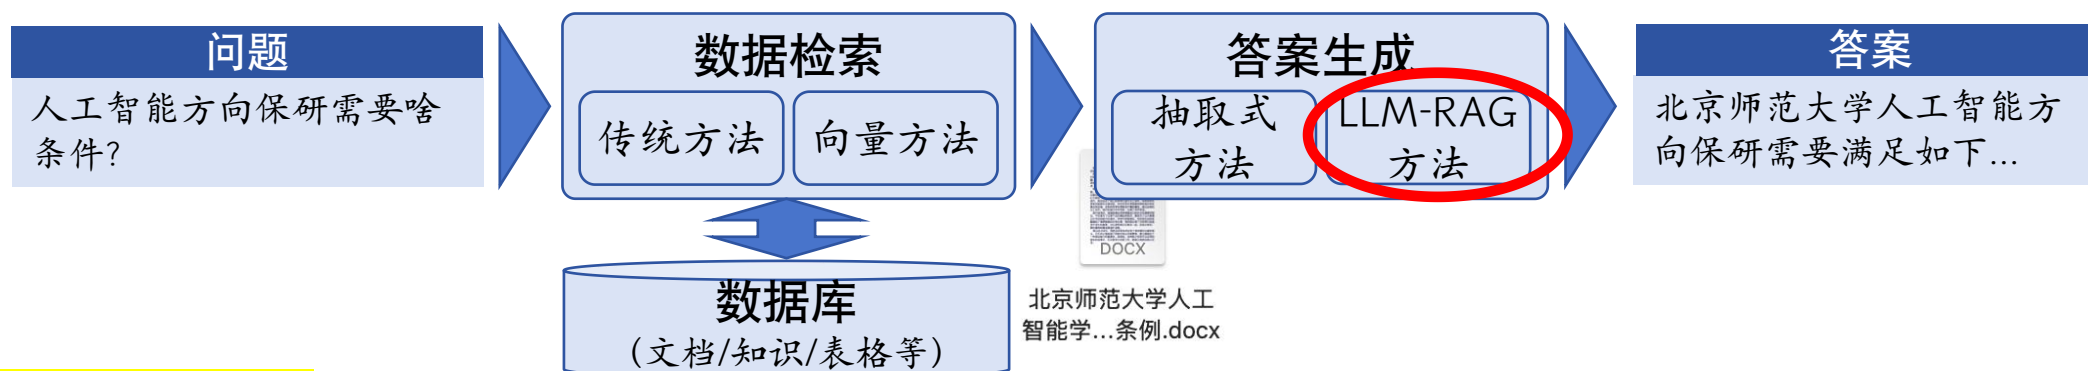 问题
人工智能方向保研需要啥
条件?
数据检索
传统方法
向量方法
数据库
(文档/知识/表格等)
答案生成
抽取式
方法
LLM-RAG
方法
DOCX
北京师范大学人工
智能学...条例.docx
答案
北京师范大学人工智能方
向保研需要满足如下...